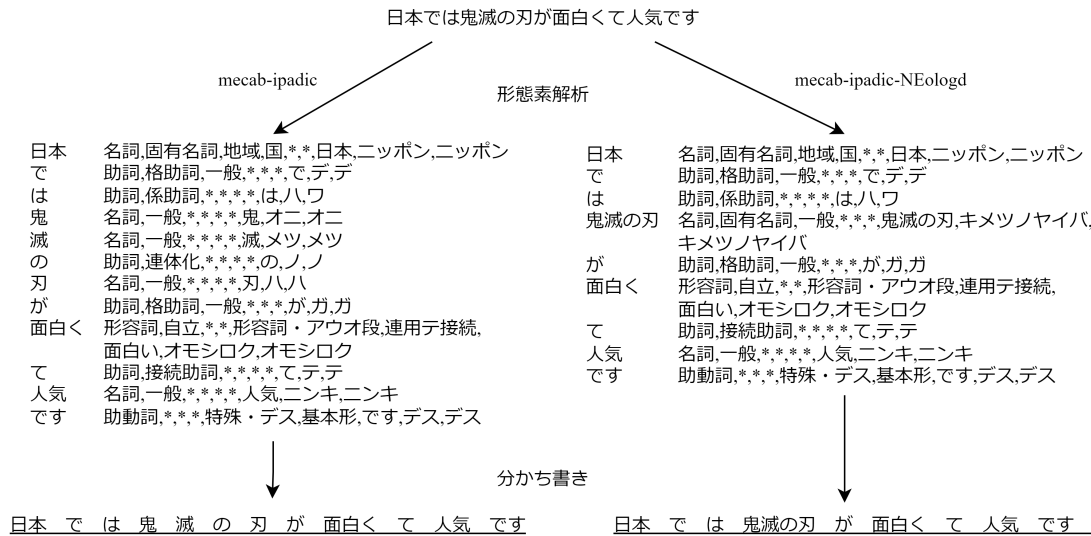 日本では鬼滅の刃が面白くて人気です
mecab-ipadic
mecab-ipadic-NEologd
形態素解析
日本 名詞,固有名詞,地域,国,*,*,日本,ニッポン,ニッポン
で 助詞,格助詞,一般,*,*,*,で,デ,デ
は 助詞,係助詞,*,*,*,*,は,ハ,ワ
鬼 名詞,一般,*,*,*,*,鬼,オニ,オニ
滅 名詞,一般,*,*,*,*,滅,メツ,メツ
の 助詞,連体化,*,*,*,*,の,ノ,ノ
刃 名詞,一般,*,*,*,*,刃,ハ,ハ
が 助詞,格助詞,一般,*,*,*,が,ガ,ガ
面白く 形容詞,自立,*,*,形容詞・アウオ段,連用テ接続,
面白い,オモシロク,オモシロク
て 助詞,接続助詞,*,*,*,*,て,テ,テ
人気 名詞,一般,*,*,*,*,人気,ニンキ,ニンキ
です 助動詞,*,*,*,特殊・デス,基本形,です,デス,デス
日本 名詞,固有名詞,地域,国,*,*,日本,ニッポン,ニッポン
で 助詞,格助詞,一般,*,*,*,で,デ,デ
は 助詞,係助詞,*,*,*,*,は,ハ,ワ
鬼滅の刃 名詞,固有名詞,一般,*,*,*,鬼滅の刃,キメツノヤイバ,
キメツノヤイバ
が 助詞,格助詞,一般,*,*,*,が,ガ,ガ
面白く 形容詞,自立,*,*,形容詞・アウオ段,連用テ接続,
面白い,オモシロク,オモシロク
て 助詞,接続助詞,*,*,*,*,て,テ,テ
人気 名詞,一般,*,*,*,*,人気,ニンキ,ニンキ
です 助動詞,*,*,*,特殊・デス,基本形,です,デス,デス
分かち書き
日本 で は 鬼 滅 の 刃 が 面白く て 人気 です
日本 で は 鬼滅の刃 が 面白く て 人気 です